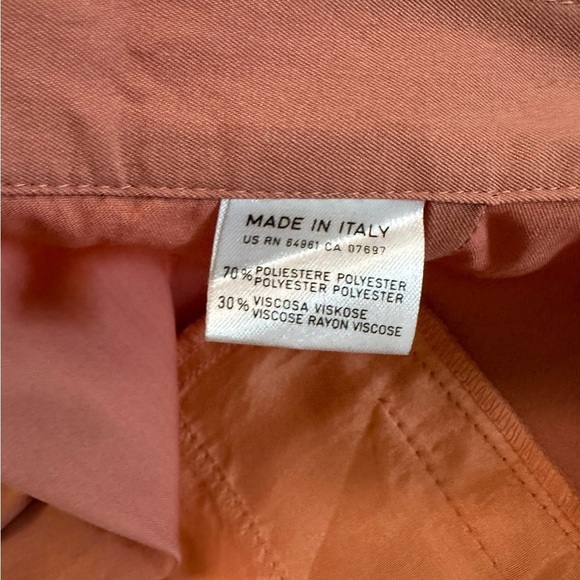 MADE IN ITALY
US RN 64961 CA 07697
70% POLIESTERE POLYESTER
POLYESTER POLYESTER
30% VISCOSA VISKOSE
VISCOSE RAYON VISCOSE